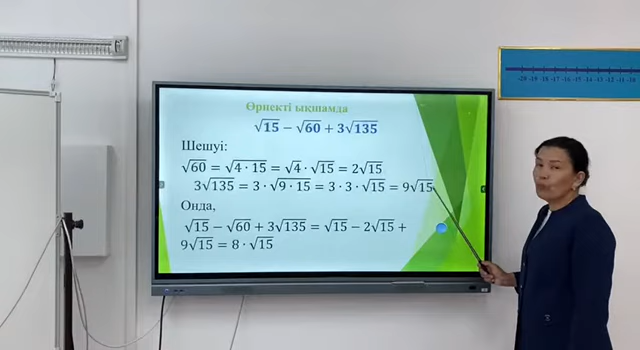 Өрнекті ықшамда
√15 − √60 + 3√135
Шешуі:
√60 = √4 · 15 = √4 · √15 = 2√15
3√135 = 3 · √9 · 15 = 3 · 3 · √15 = 9√15
Онда,
√15 − √60 + 3√135 = √15 − 2√15 +
9√15 = 8 · √15